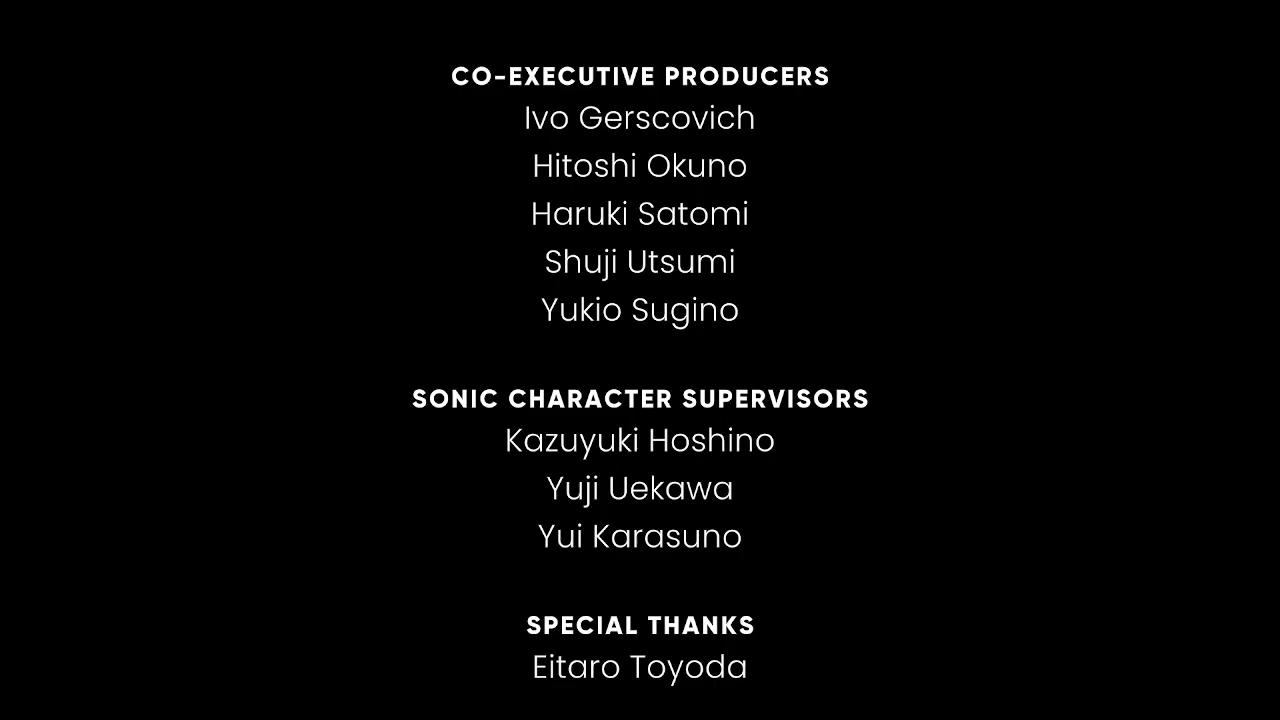 CO-EXECUTIVE PRODUCERS
Ivo Gerscovich
Hitoshi Okuno
Haruki Satomi
Shuji Utsumi
Yukio Sugino
SONIC CHARACTER SUPERVISORS
Kazuyuki Hoshino
Yuji Uekawa
Yui Karasuno
SPECIAL THANKS
Eitaro Toyoda